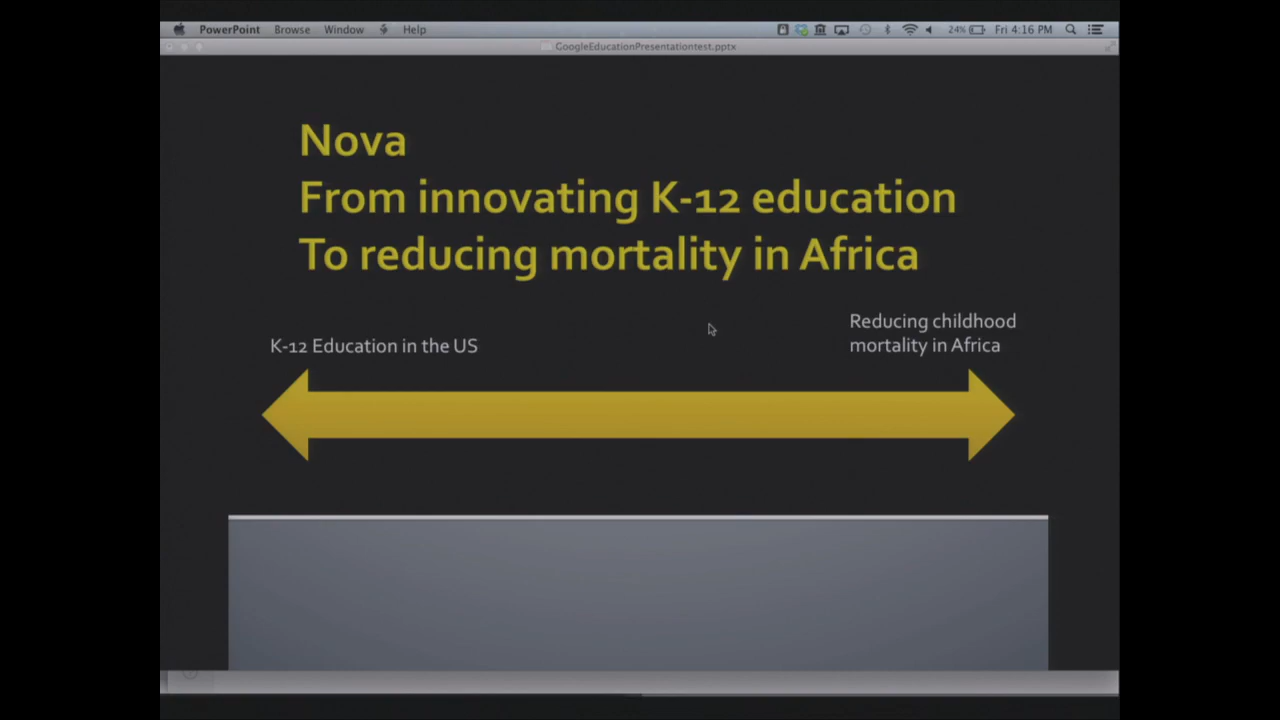 PowerPoint Browse Window Help 24% Fri 4:16 PM
GoogleEducationPresentationtest.pptx
Nova
From innovating K-12 education
To reducing mortality in Africa
K-12 Education in the US
Reducing childhood
mortality in Africa